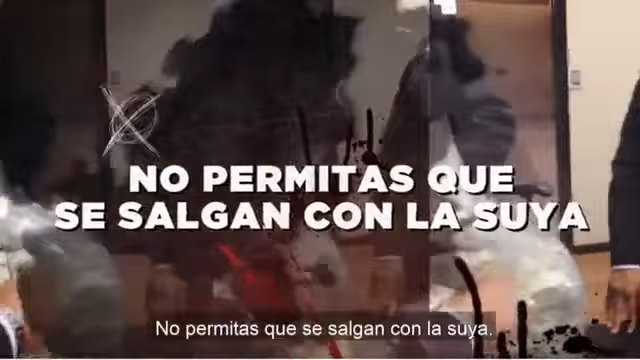 NO PERMITAS QUE
SE SALGAN CON LA SUYA
No permitas que se salgan con la suya.